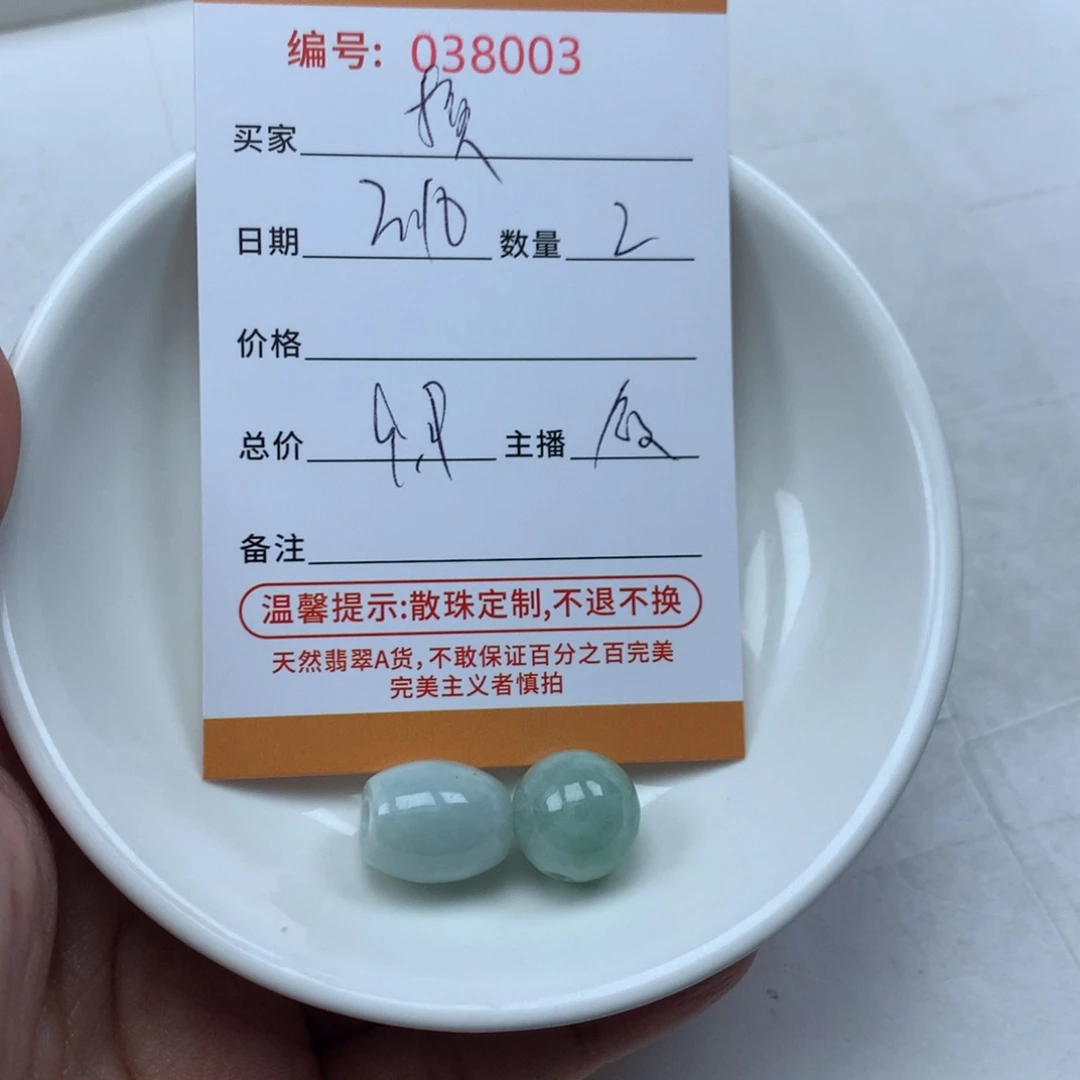 编号: 038003
买家 换
日期 数量 2
价格
总价 主播
备注
温馨提示:散珠定制,不退不换
天然翡翠A货,不敢保证百分之百完美
完美主义者慎拍